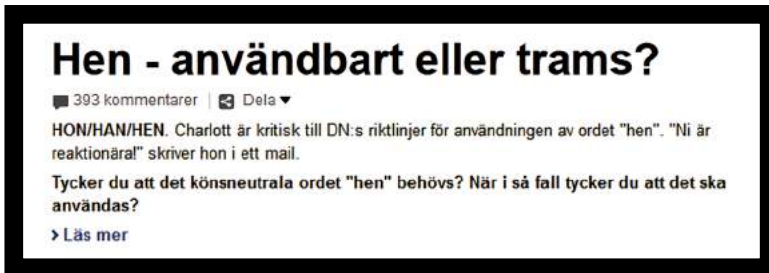 Hen - användbart eller trams?
393 kommentarer | Dela ▼
HON/HAN/HEN. Charlott är kritisk till DN:s riktlinjer för användningen av ordet "hen". "Ni är
reaktionära!" skriver hon i ett mail.
Tycker du att det könsneutrala ordet "hen" behövs? När i så fall tycker du att det ska
användas?
> Läs mer